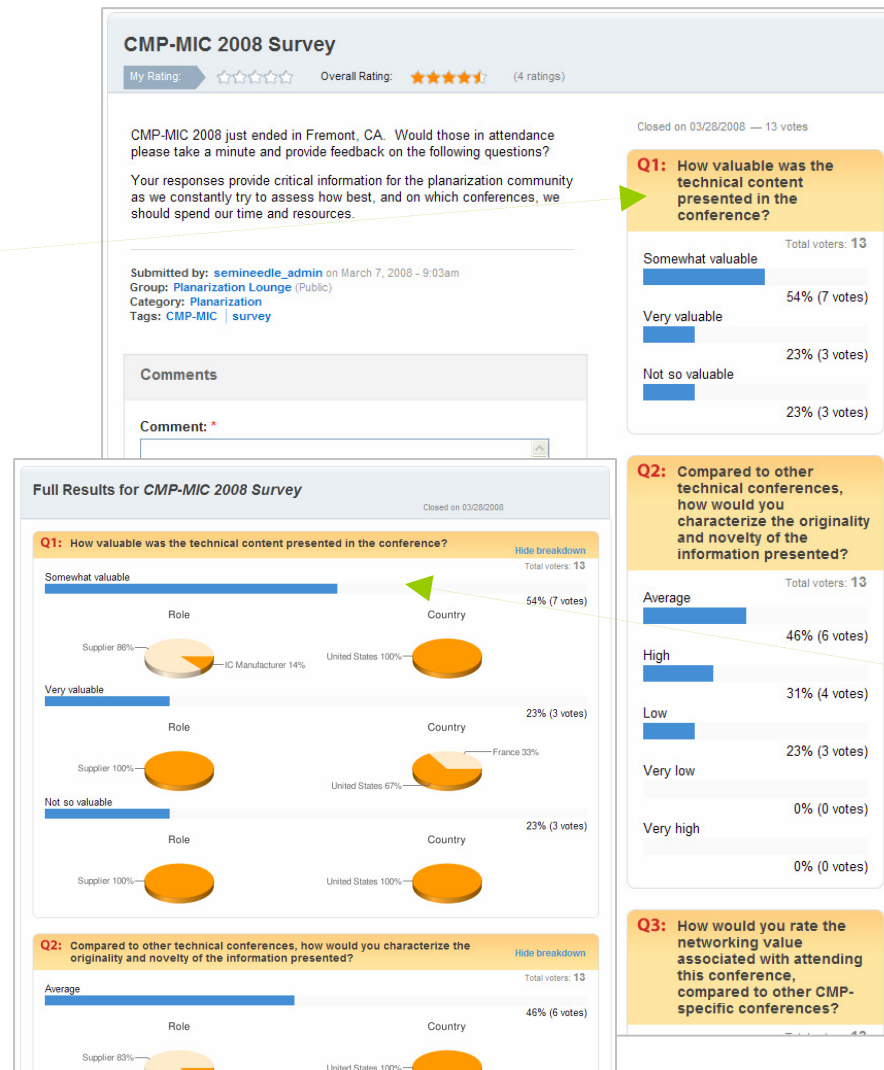 CMP-MIC 2008 Survey
My Rating:
Overall Rating:
(4 ratings)
CMP-MIC 2008 just ended in Fremont, CA. Would those in attendance
please take a minute and provide feedback on the following questions?
Your responses provide critical information for the planarization community
as we constantly try to assess how best, and on which conferences, we
should spend our time and resources.
Submitted by: semineedle_admin on March 7, 2008 - 9:03am
Group: Planarization Lounge (Public)
Category: Planarization
Tags: CMP-MIC | survey
Comments
Comment: *
Closed on 03/28/2008 — 13 votes
Q1: How valuable was the
technical content
presented in the
conference?
Total voters: 13
Somewhat valuable
54% (7 votes)
Very valuable
23% (3 votes)
Not so valuable
23% (3 votes)
Q2: Compared to other
technical conferences,
how would you
characterize the originality
and novelty of the
information presented?
Total voters: 13
Average
46% (6 votes)
High
31% (4 votes)
Low
23% (3 votes)
Very low
0% (0 votes)
Very high
0% (0 votes)
Q3: How would you rate the
networking value
associated with attending
this conference,
compared to other CMP-
specific conferences?
Full Results for CMP-MIC 2008 Survey
Closed on 03/28/2008
Q1: How valuable was the technical content presented in the conference?
Hide breakdown
Total voters: 13
Somewhat valuable
54% (7 votes)
Role
Country
Supplier 86%
IC Manufacturer 14%
United States 100%
Very valuable
23% (3 votes)
Role
Country
Supplier 100%
France 33%
United States 67%
Not so valuable
23% (3 votes)
Role
Country
Supplier 100%
United States 100%
Q2: Compared to other technical conferences, how would you characterize the
originality and novelty of the information presented?
Hide breakdown
Total voters: 13
Average
46% (6 votes)
Role
Country
Supplier 83%
United States 100%